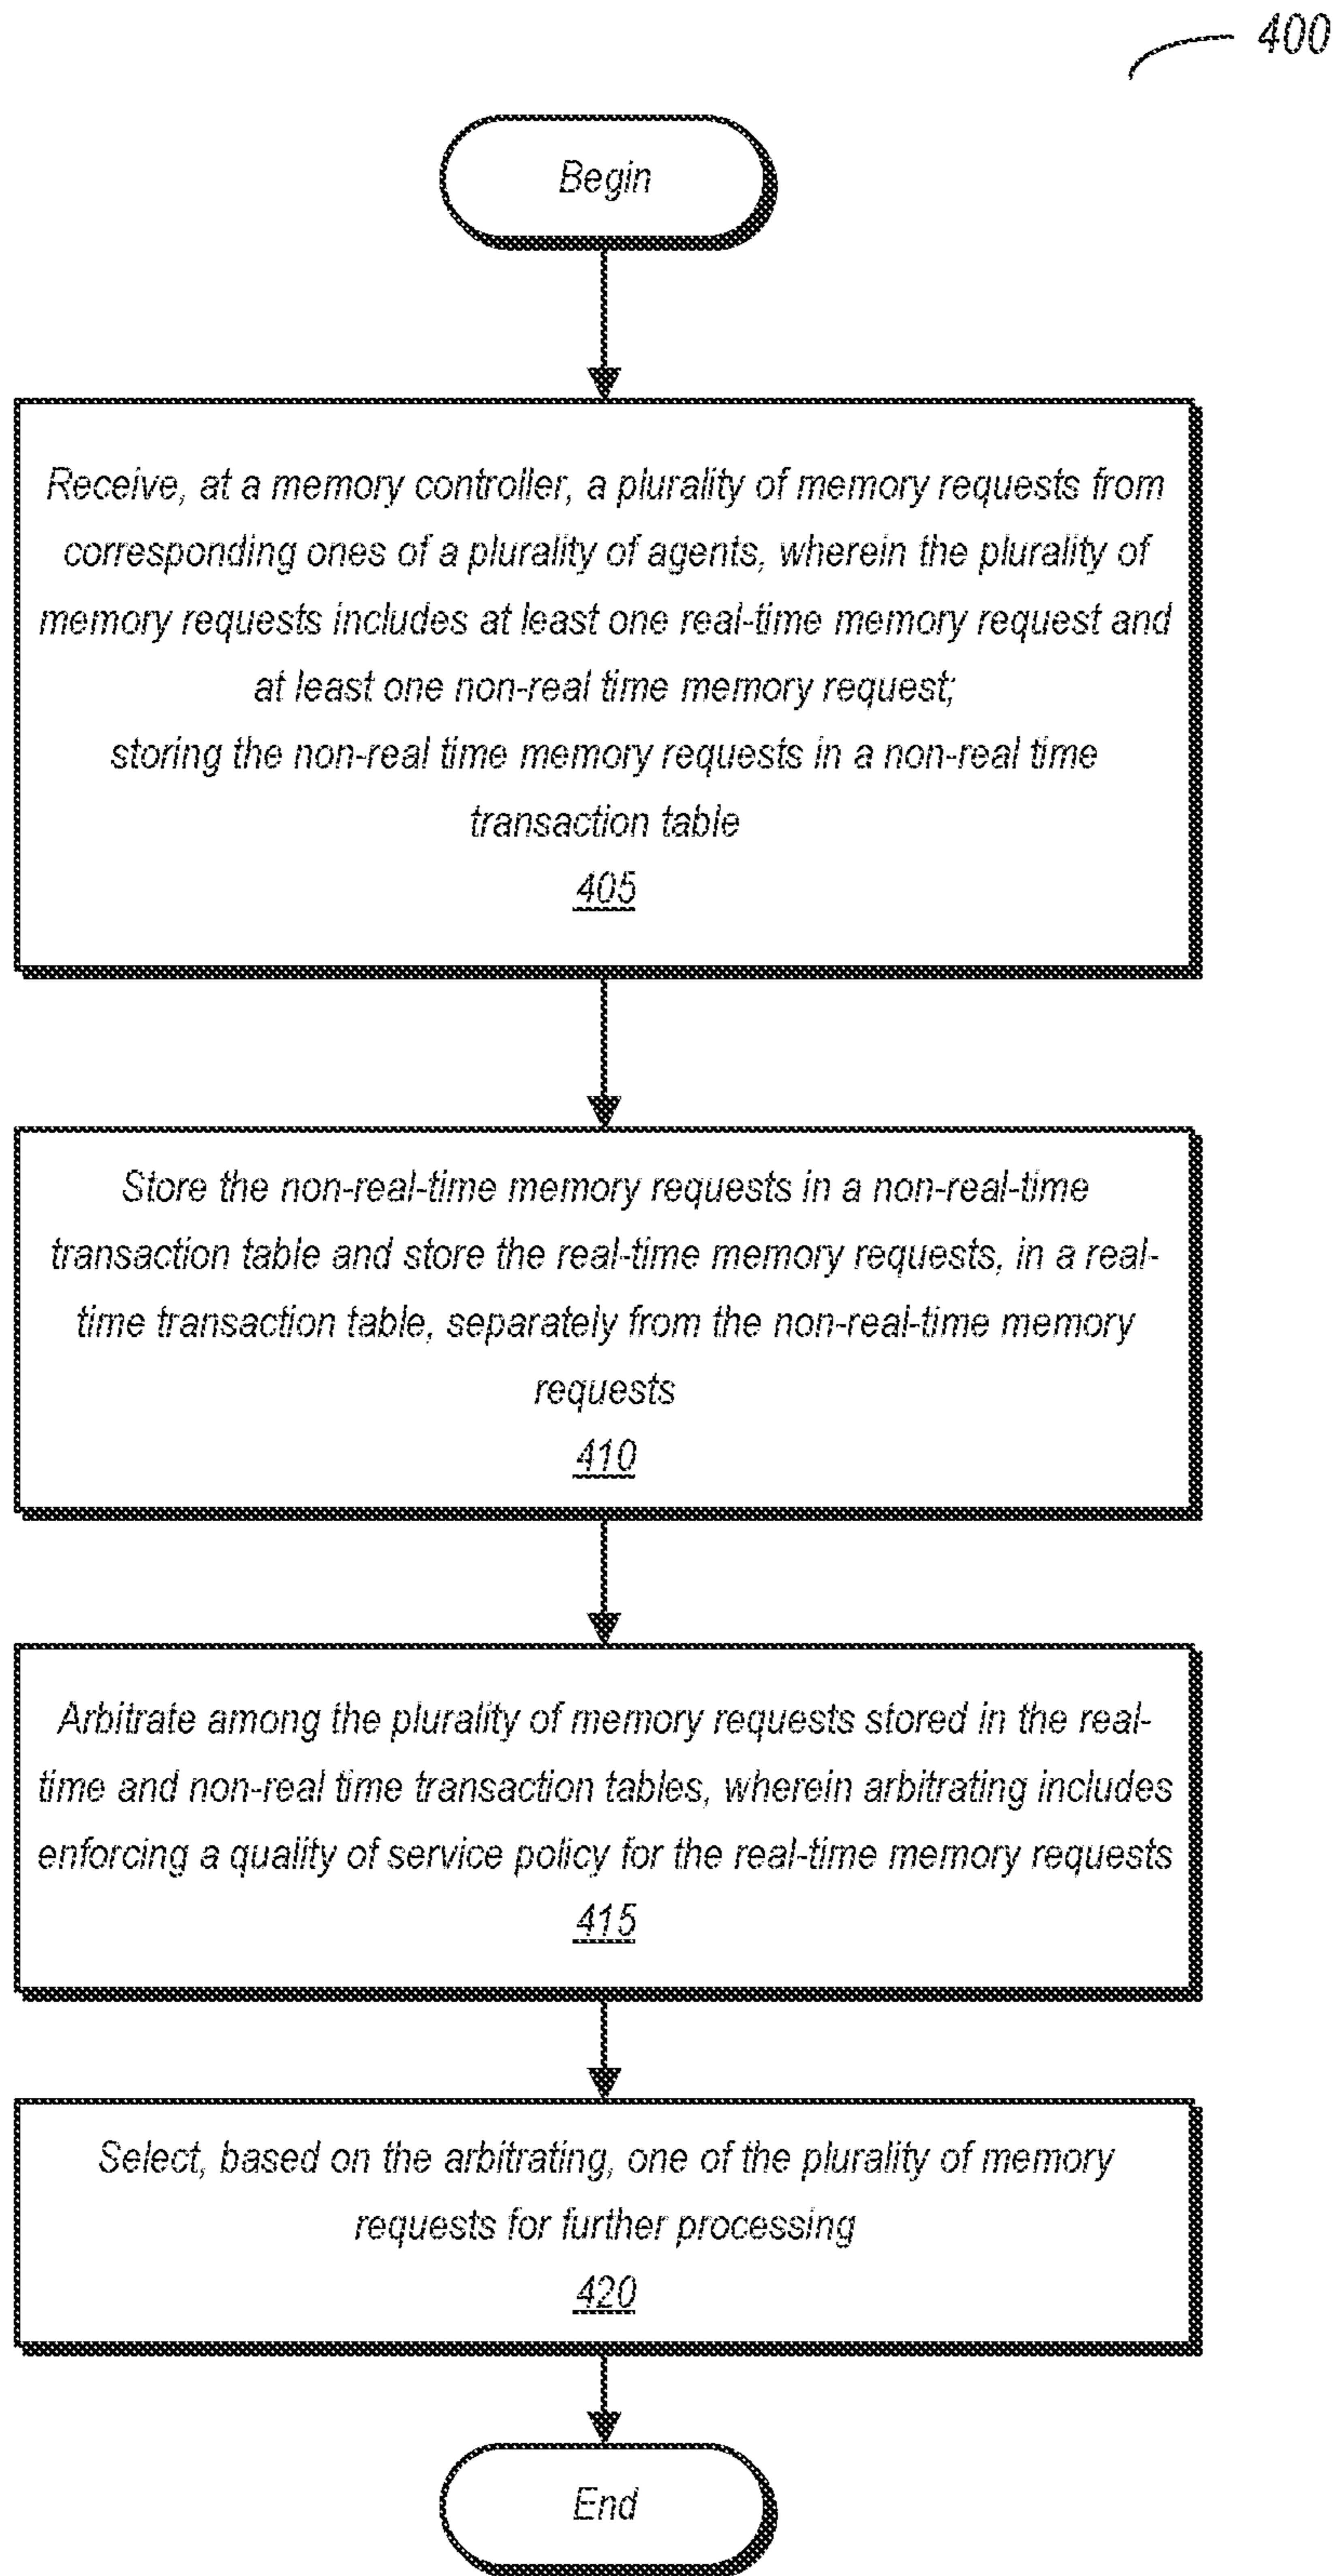 400
Begin
Receive, at a memory controller, a plurality of memory requests from
corresponding ones of a plurality of agents, wherein the plurality of
memory requests includes at least one real-time memory request and
at least one non-real time memory request;
storing the non-real time memory requests in a non-real time
transaction table
405
Store the non-real-time memory requests in a non-real-time
transaction table and store the real-time memory requests, in a real-
time transaction table, separately from the non-real-time memory
requests
410
Arbitrate among the plurality of memory requests stored in the real-
time and non-real time transaction tables, wherein arbitrating includes
enforcing a quality of service policy for the real-time memory requests
415
Select, based on the arbitrating, one of the plurality of memory
requests for further processing
420
End